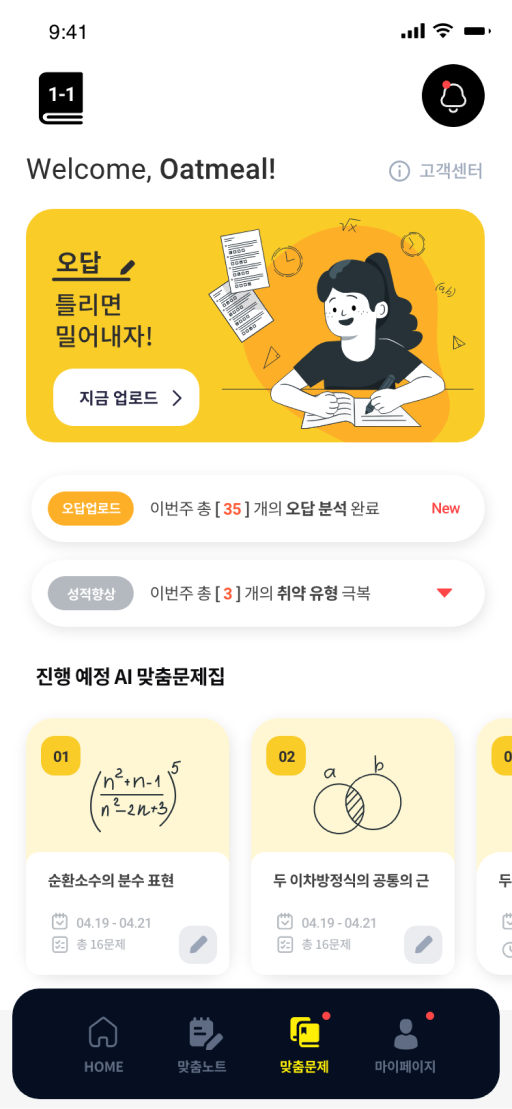 9:41
1-1
Welcome, Oatmeal!
고객센터
오답
틀리면
밀어내자!
지금 업로드
√x
(a,b)
오답업로드 이번주 총 [ 35 ] 개의 오답 분석 완료 New
성적향상 이번주 총 [ 3 ] 개의 취약 유형 극복
진행 예정 AI 맞춤문제집
01
(n²+n-1 / n²-2n+3)⁵
순환소수의 분수 표현
04.19 - 04.21
총 16문제
02
a b
두 이차방정식의 공통의 근
04.19 - 04.21
총 16문제
0
두
HOME 맞춤노트 맞춤문제 마이페이지